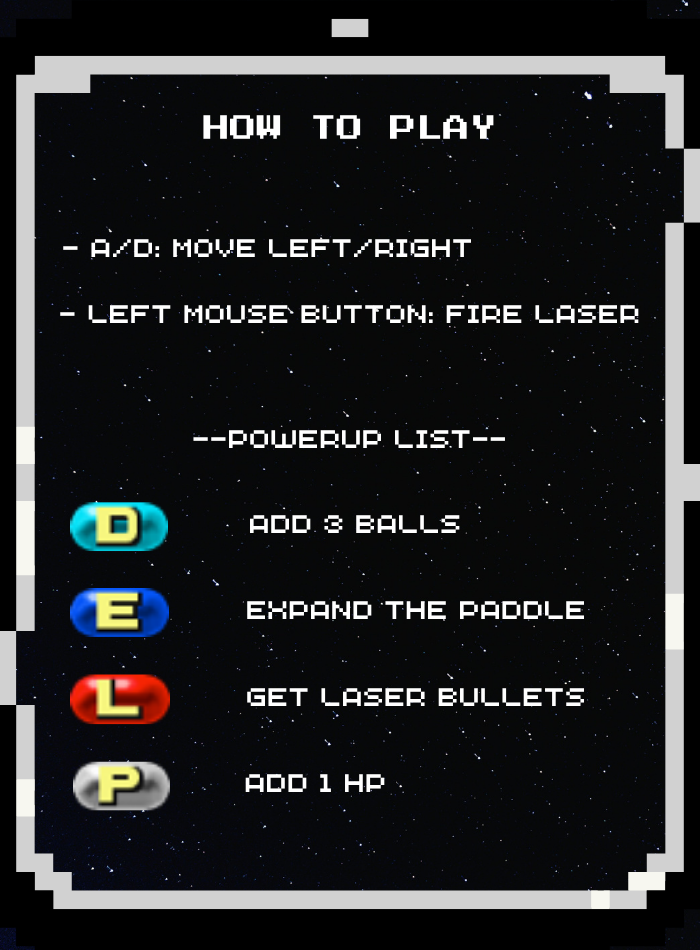 HOW TO PLAY
- A/D: MOVE LEFT/RIGHT
- LEFT MOUSE BUTTON: FIRE LASER
--POWERUP LIST--
D ADD 3 BALLS
E EXPAND THE PADDLE
L GET LASER BULLETS
P ADD 1 HP